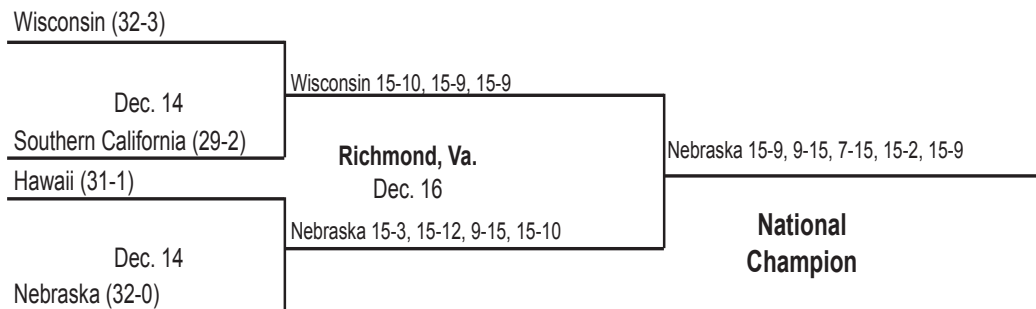 Wisconsin (32-3)
Dec. 14
Southern California (29-2)
Wisconsin 15-10, 15-9, 15-9
Hawaii (31-1)
Dec. 14
Nebraska (32-0)
Nebraska 15-3, 15-12, 9-15, 15-10
Richmond, Va.
Dec. 16
Nebraska 15-9, 9-15, 7-15, 15-2, 15-9
National
Champion